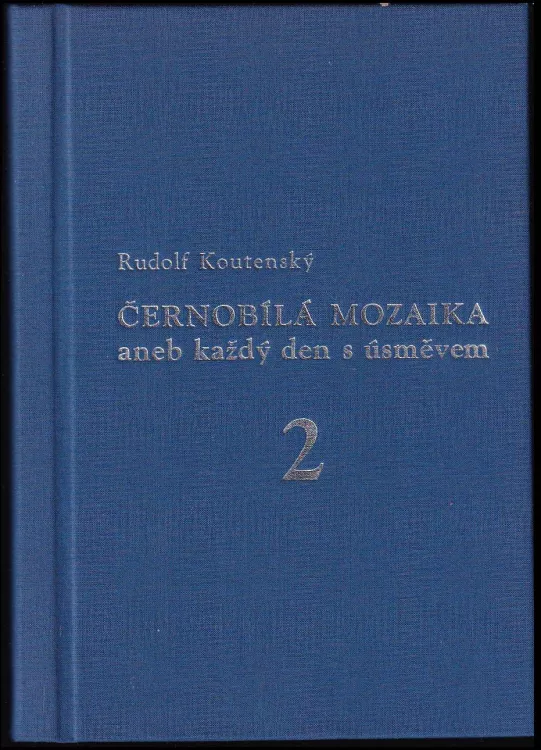 Rudolf Koutenský
ČERNOBÍLÁ MOZAIKA
aneb každý den s úsměvem
2